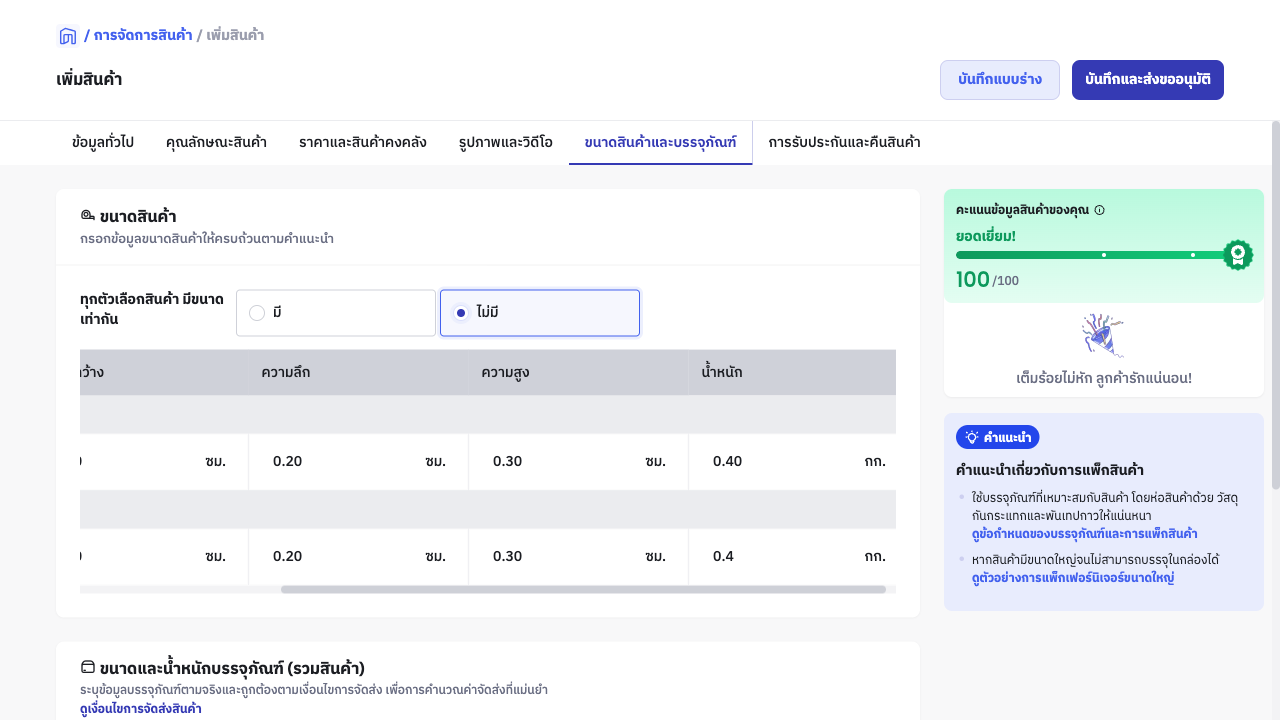 / การจัดการสินค้า / เพิ่มสินค้า
เพิ่มสินค้า
บันทึกแบบร่าง
บันทึกและส่งขออนุมัติ
ข้อมูลทั่วไป คุณลักษณะสินค้า ราคาและสินค้าคงคลัง รูปภาพและวิดีโอ ขนาดสินค้าและบรรจุภัณฑ์ การรับประกันและคืนสินค้า
ขนาดสินค้า
กรอกข้อมูลขนาดสินค้าให้ครบถ้วนตามคำแนะนำ
ทุกตัวเลือกสินค้า มีขนาด
เท่ากัน
มี
ไม่มี
ความลึก ความสูง น้ำหนัก
ซม. 0.20 ซม. 0.30 ซม. 0.40 กก.
ซม. 0.20 ซม. 0.30 ซม. 0.4 กก.
ขนาดและน้ำหนักบรรจุภัณฑ์ (รวมสินค้า)
ระบุข้อมูลบรรจุภัณฑ์ตามจริงและถูกต้องตามเงื่อนไขการจัดส่ง เพื่อการคำนวณค่าจัดส่งที่แม่นยำ
ดูเงื่อนไขการจัดส่งสินค้า
คะแนนข้อมูลสินค้าของคุณ
ยอดเยี่ยม!
100 /100
เต็มร้อยไม่หัก ลูกค้ารักแน่นอน!
คำแนะนำ
คำแนะนำเกี่ยวกับการแพ็กสินค้า
ใช้บรรจุภัณฑ์ที่เหมาะสมกับสินค้า โดยห่อสินค้าด้วย วัสดุ
กันกระแทกและพันเทปกาวให้แน่นหนา
ดูข้อกำหนดของบรรจุภัณฑ์และการแพ็กสินค้า
หากสินค้ามีขนาดใหญ่จนไม่สามารถบรรจุในกล่องได้
ดูตัวอย่างการแพ็กเฟอร์นิเจอร์ขนาดใหญ่